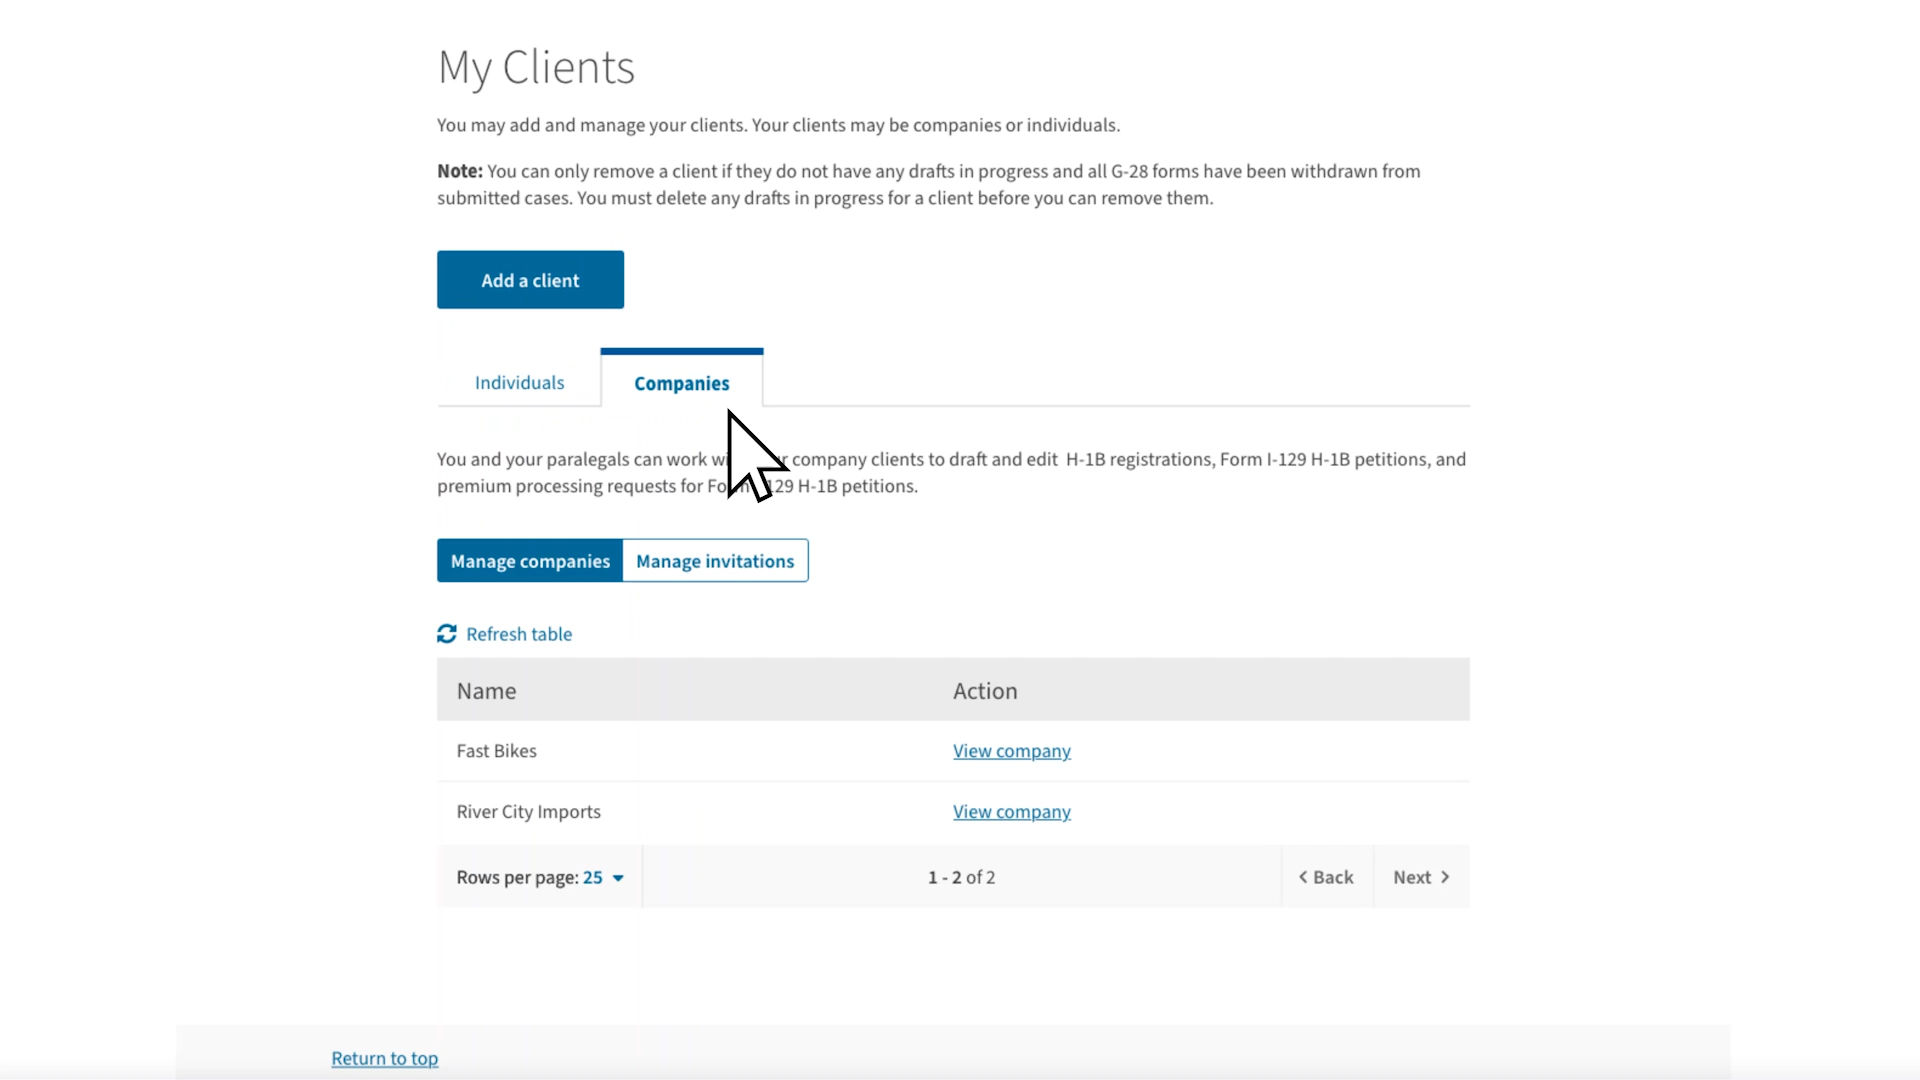 My Clients
You may add and manage your clients. Your clients may be companies or individuals.
Note: You can only remove a client if they do not have any drafts in progress and all G-28 forms have been withdrawn from
submitted cases. You must delete any drafts in progress for a client before you can remove them.
Add a client
Individuals Companies
You and your paralegals can work company clients to draft and edit H-1B registrations, Form I-129 H-1B petitions, and
premium processing requests for H-1B petitions.
Manage companies Manage invitations
Refresh table
Name Action
Fast Bikes View company
River City Imports View company
Rows per page: 25 1 - 2 of 2 Back Next
Return to top